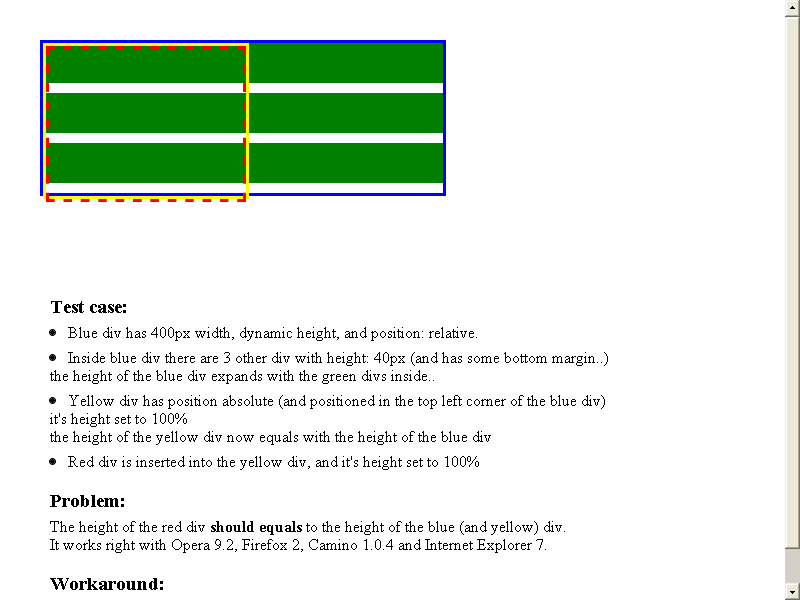 Test case:
• Blue div has 400px width, dynamic height, and position: relative.
• Inside blue div there are 3 other div with height: 40px (and has some bottom margin..)
the height of the blue div expands with the green divs inside..
• Yellow div has position absolute (and positioned in the top left corner of the blue div)
it's height set to 100%
the height of the yellow div now equals with the height of the blue div
• Red div is inserted into the yellow div, and it's height set to 100%
Problem:
The height of the red div should equals to the height of the blue (and yellow) div.
It works right with Opera 9.2, Firefox 2, Camino 1.0.4 and Internet Explorer 7.
Workaround: